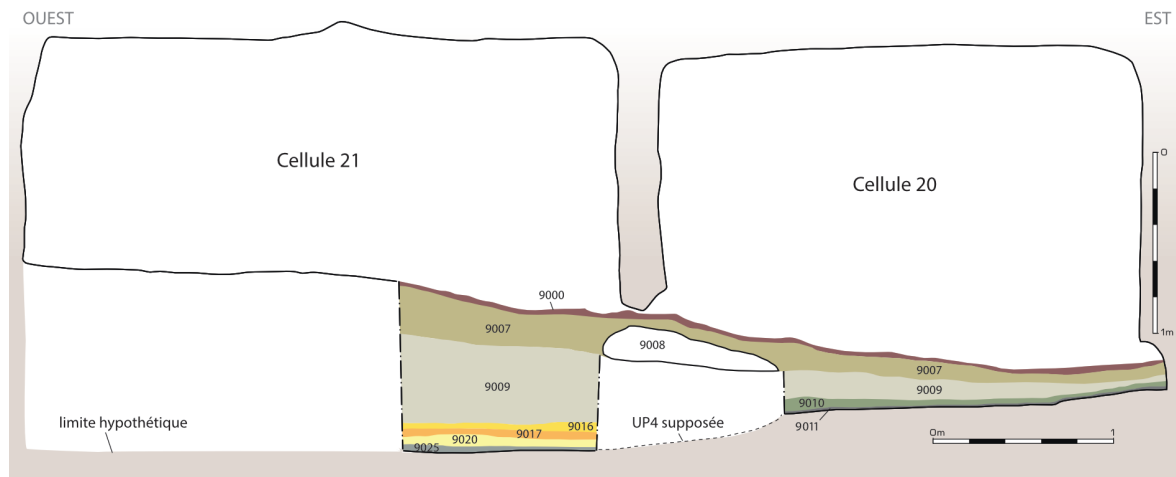 OUEST
EST
Cellule 21
Cellule 20
0
1m
9000
9007
9008
9009
9007
9009
9010
9011
limite hypothétique
9016
9017
9020
9025
UP4 supposée
0m
1